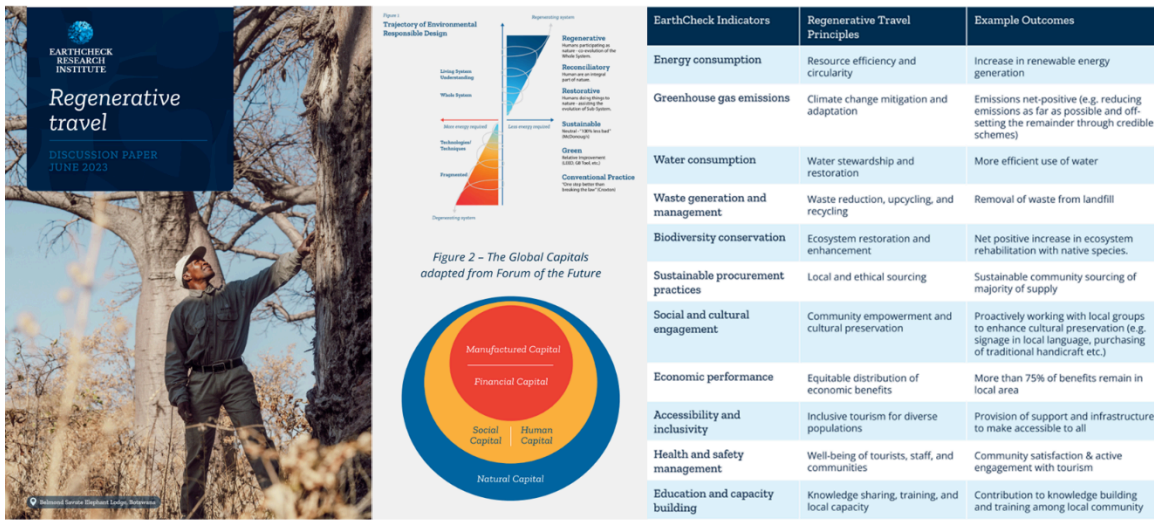 EARTHCHECK
RESEARCH
INSTITUTE
Regenerative
travel
DISCUSSION PAPER
JUNE 2023
Belmond Savute Elephant Lodge, Botswana
Figure 1
Trajectory of Environmental
Responsible Design
Regenerating system
Regenerative
Humans participating as
nature - co-evolution of the
Whole System.
Living System
Understanding
Reconciliatory
Human are an integral
part of nature.
Whole System
Restorative
Humans doing things to
nature - assisting the
evolution of Sub-System.
More energy required
Less energy required
Sustainable
Neutral - "100% less bad"
(McDonough)
Technologies/
Techniques
Green
Relative improvement
(LEED, GB Tool, etc.)
Fragmented
Conventional Practice
"One step better than
breaking the law" (Croxton)
Degenerating system
Figure 2 – The Global Capitals
adapted from Forum of the Future
Manufactured Capital
Financial Capital
Social
Capital
Human
Capital
Natural Capital
EarthCheck Indicators
Regenerative Travel
Principles
Example Outcomes
Energy consumption
Resource efficiency and
circularity
Increase in renewable energy
generation
Greenhouse gas emissions
Climate change mitigation and
adaptation
Emissions net-positive (e.g. reducing
emissions as far as possible and off-
setting the remainder through credible
schemes)
Water consumption
Water stewardship and
restoration
More efficient use of water
Waste generation and
management
Waste reduction, upcycling, and
recycling
Removal of waste from landfill
Biodiversity conservation
Ecosystem restoration and
enhancement
Net positive increase in ecosystem
rehabilitation with native species.
Sustainable procurement
practices
Local and ethical sourcing
Sustainable community sourcing of
majority of supply
Social and cultural
engagement
Community empowerment and
cultural preservation
Proactively working with local groups
to enhance cultural preservation (e.g.
signage in local language, purchasing
of traditional handicraft etc.)
Economic performance
Equitable distribution of
economic benefits
More than 75% of benefits remain in
local area
Accessibility and
inclusivity
Inclusive tourism for diverse
populations
Provision of support and infrastructure
to make accessible to all
Health and safety
management
Well-being of tourists, staff, and
communities
Community satisfaction & active
engagement with tourism
Education and capacity
building
Knowledge sharing, training, and
local capacity
Contribution to knowledge building
and training among local community